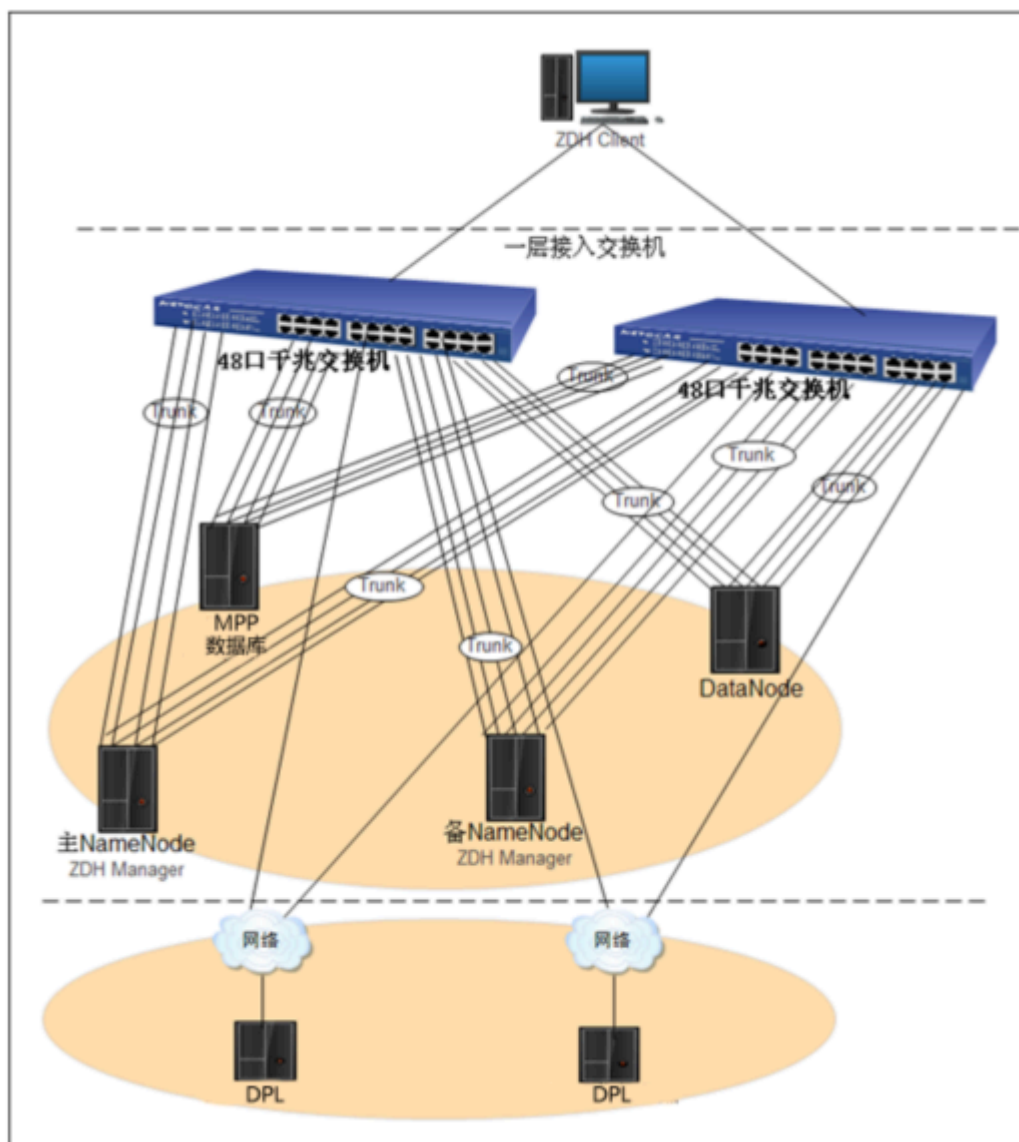 ZDH Client
一层接入交换机
NETGEAR
NETGEAR
48口千兆交换机
48口千兆交换机
Trunk
Trunk
Trunk
Trunk
Trunk
Trunk
Trunk
Trunk
MPP
数据库
DataNode
主NameNode
ZDH Manager
备NameNode
ZDH Manager
网络
网络
DPL
DPL